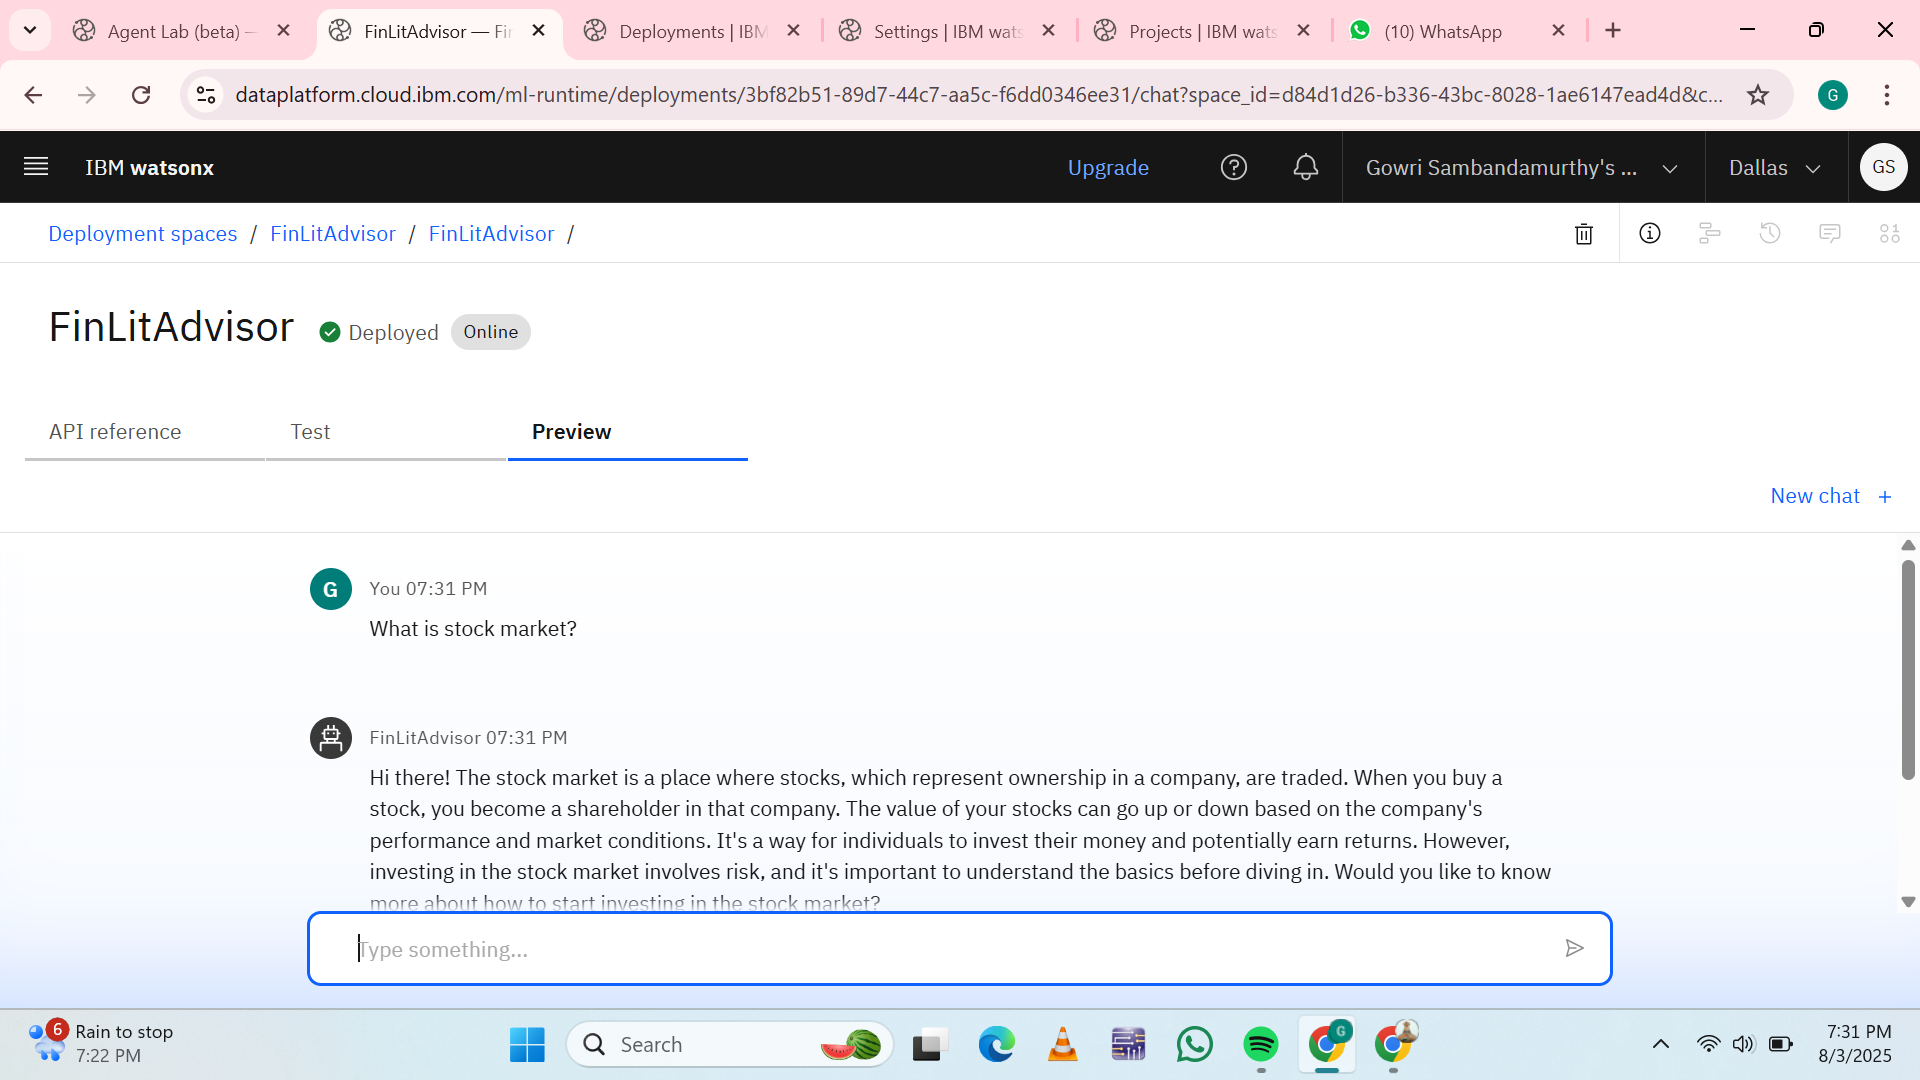 Agent Lab (beta) —
FinLitAdvisor — Fi
Deployments | IBM
Settings | IBM wats
Projects | IBM wats
(10) WhatsApp
dataplatform.cloud.ibm.com/ml-runtime/deployments/3bf82b51-89d7-44c7-aa5c-f6dd0346ee31/chat?space_id=d84d1d26-b336-43bc-8028-1ae6147ead4d&c...
G
IBM watsonx
Upgrade
Gowri Sambandamurthy's ...
Dallas
GS
Deployment spaces / FinLitAdvisor / FinLitAdvisor /
FinLitAdvisor
Deployed
Online
API reference
Test
Preview
New chat +
G
You 07:31 PM
What is stock market?
FinLitAdvisor 07:31 PM
Hi there! The stock market is a place where stocks, which represent ownership in a company, are traded. When you buy a
stock, you become a shareholder in that company. The value of your stocks can go up or down based on the company's
performance and market conditions. It's a way for individuals to invest their money and potentially earn returns. However,
investing in the stock market involves risk, and it's important to understand the basics before diving in. Would you like to know
more about how to start investing in the stock market?
Type something...
6
Rain to stop
7:22 PM
Search
G
7:31 PM
8/3/2025